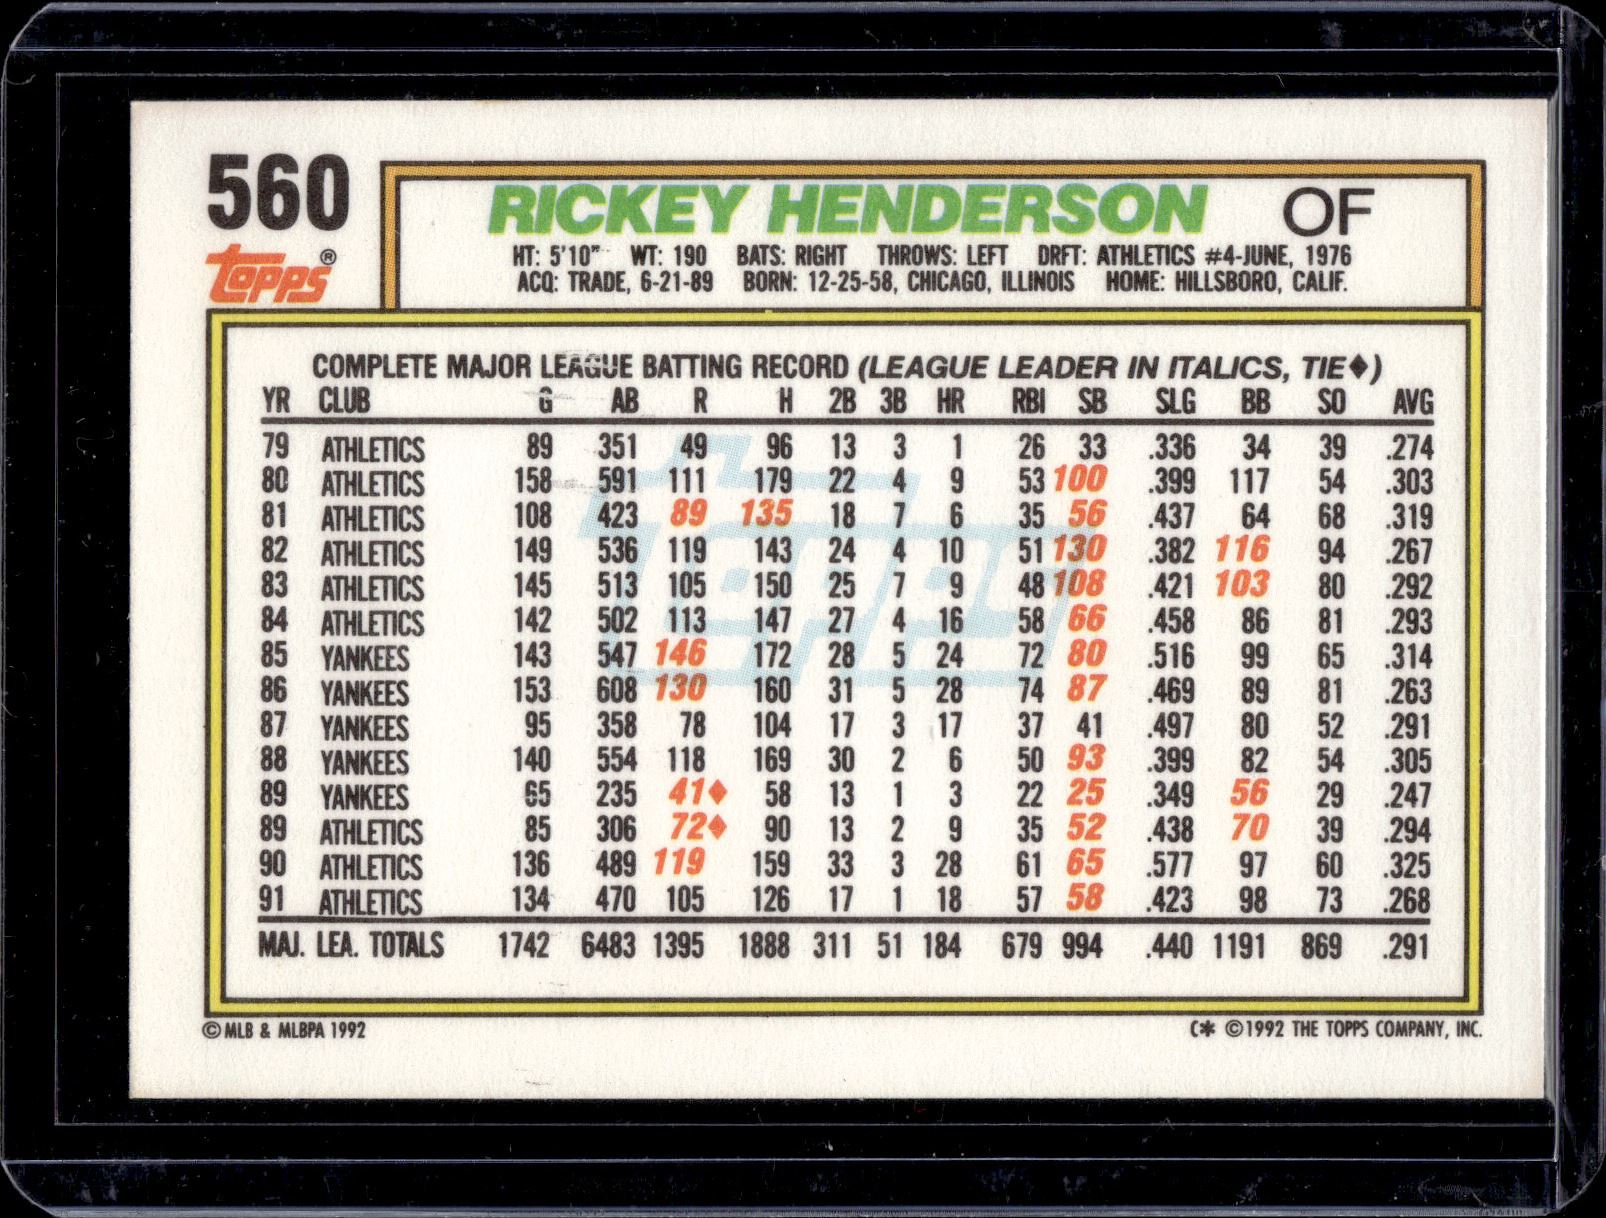 560
RICKEY HENDERSON OF
topps®
HT: 5'10" WT: 190 BATS: RIGHT THROWS: LEFT DRFT: ATHLETICS #4-JUNE, 1976
ACQ: TRADE, 6-21-89 BORN: 12-25-58, CHICAGO, ILLINOIS HOME: HILLSBORO, CALIF.
COMPLETE MAJOR LEAGUE BATTING RECORD (LEAGUE LEADER IN ITALICS, TIE♦)
YR CLUB G AB R H 2B 3B HR RBI SB SLG BB SO AVG
79 ATHLETICS 89 351 49 96 13 3 1 26 33 .336 34 39 .274
80 ATHLETICS 158 591 111 179 22 4 9 53 100 .399 117 54 .303
81 ATHLETICS 108 423 89 135 18 7 6 35 56 .437 64 68 .319
82 ATHLETICS 149 536 119 143 24 4 10 51 130 .382 116 94 .267
83 ATHLETICS 145 513 105 150 25 7 9 48 108 .421 103 80 .292
84 ATHLETICS 142 502 113 147 27 4 16 58 66 .458 86 81 .293
85 YANKEES 143 547 146 172 28 5 24 72 80 .516 99 65 .314
86 YANKEES 153 608 130 160 31 5 28 74 87 .469 89 81 .263
87 YANKEES 95 358 78 104 17 3 17 37 41 .497 80 52 .291
88 YANKEES 140 554 118 169 30 2 6 50 93 .399 82 54 .305
89 YANKEES 65 235 41♦ 58 13 1 3 22 25 .349 56 29 .247
89 ATHLETICS 85 306 72♦ 90 13 2 9 35 52 .438 70 39 .294
90 ATHLETICS 136 489 119 159 33 3 28 61 65 .577 97 60 .325
91 ATHLETICS 134 470 105 126 17 1 18 57 58 .423 98 73 .268
MAJ. LEA. TOTALS 1742 6483 1395 1888 311 51 184 679 994 .440 1191 869 .291
topps
© MLB & MLBPA 1992
C* ©1992 THE TOPPS COMPANY, INC.